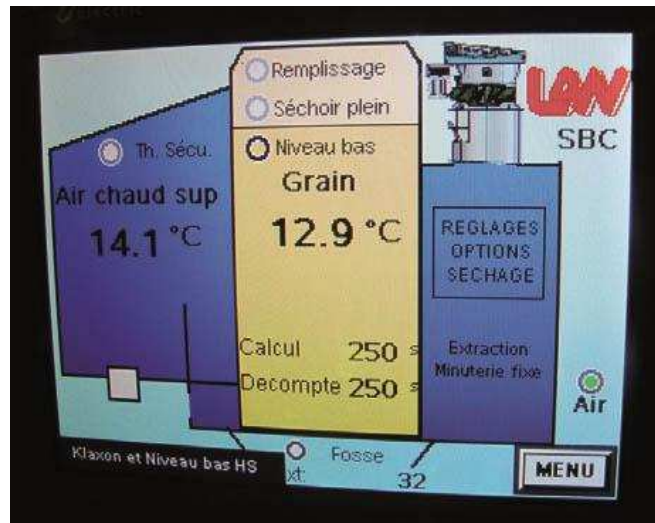 Remplissage
Séchoir plein
Th. Sécu.
Niveau bas
Air chaud sup
Grain
14.1 °C
12.9 °C
LAW
SBC
REGLAGES
OPTIONS
SECHAGE
Calcul 250 s
Decompte 250 s
Extraction
Minuterie fixe
Air
Klaxon et Niveau bas HS
Fosse
xt:
32
MENU